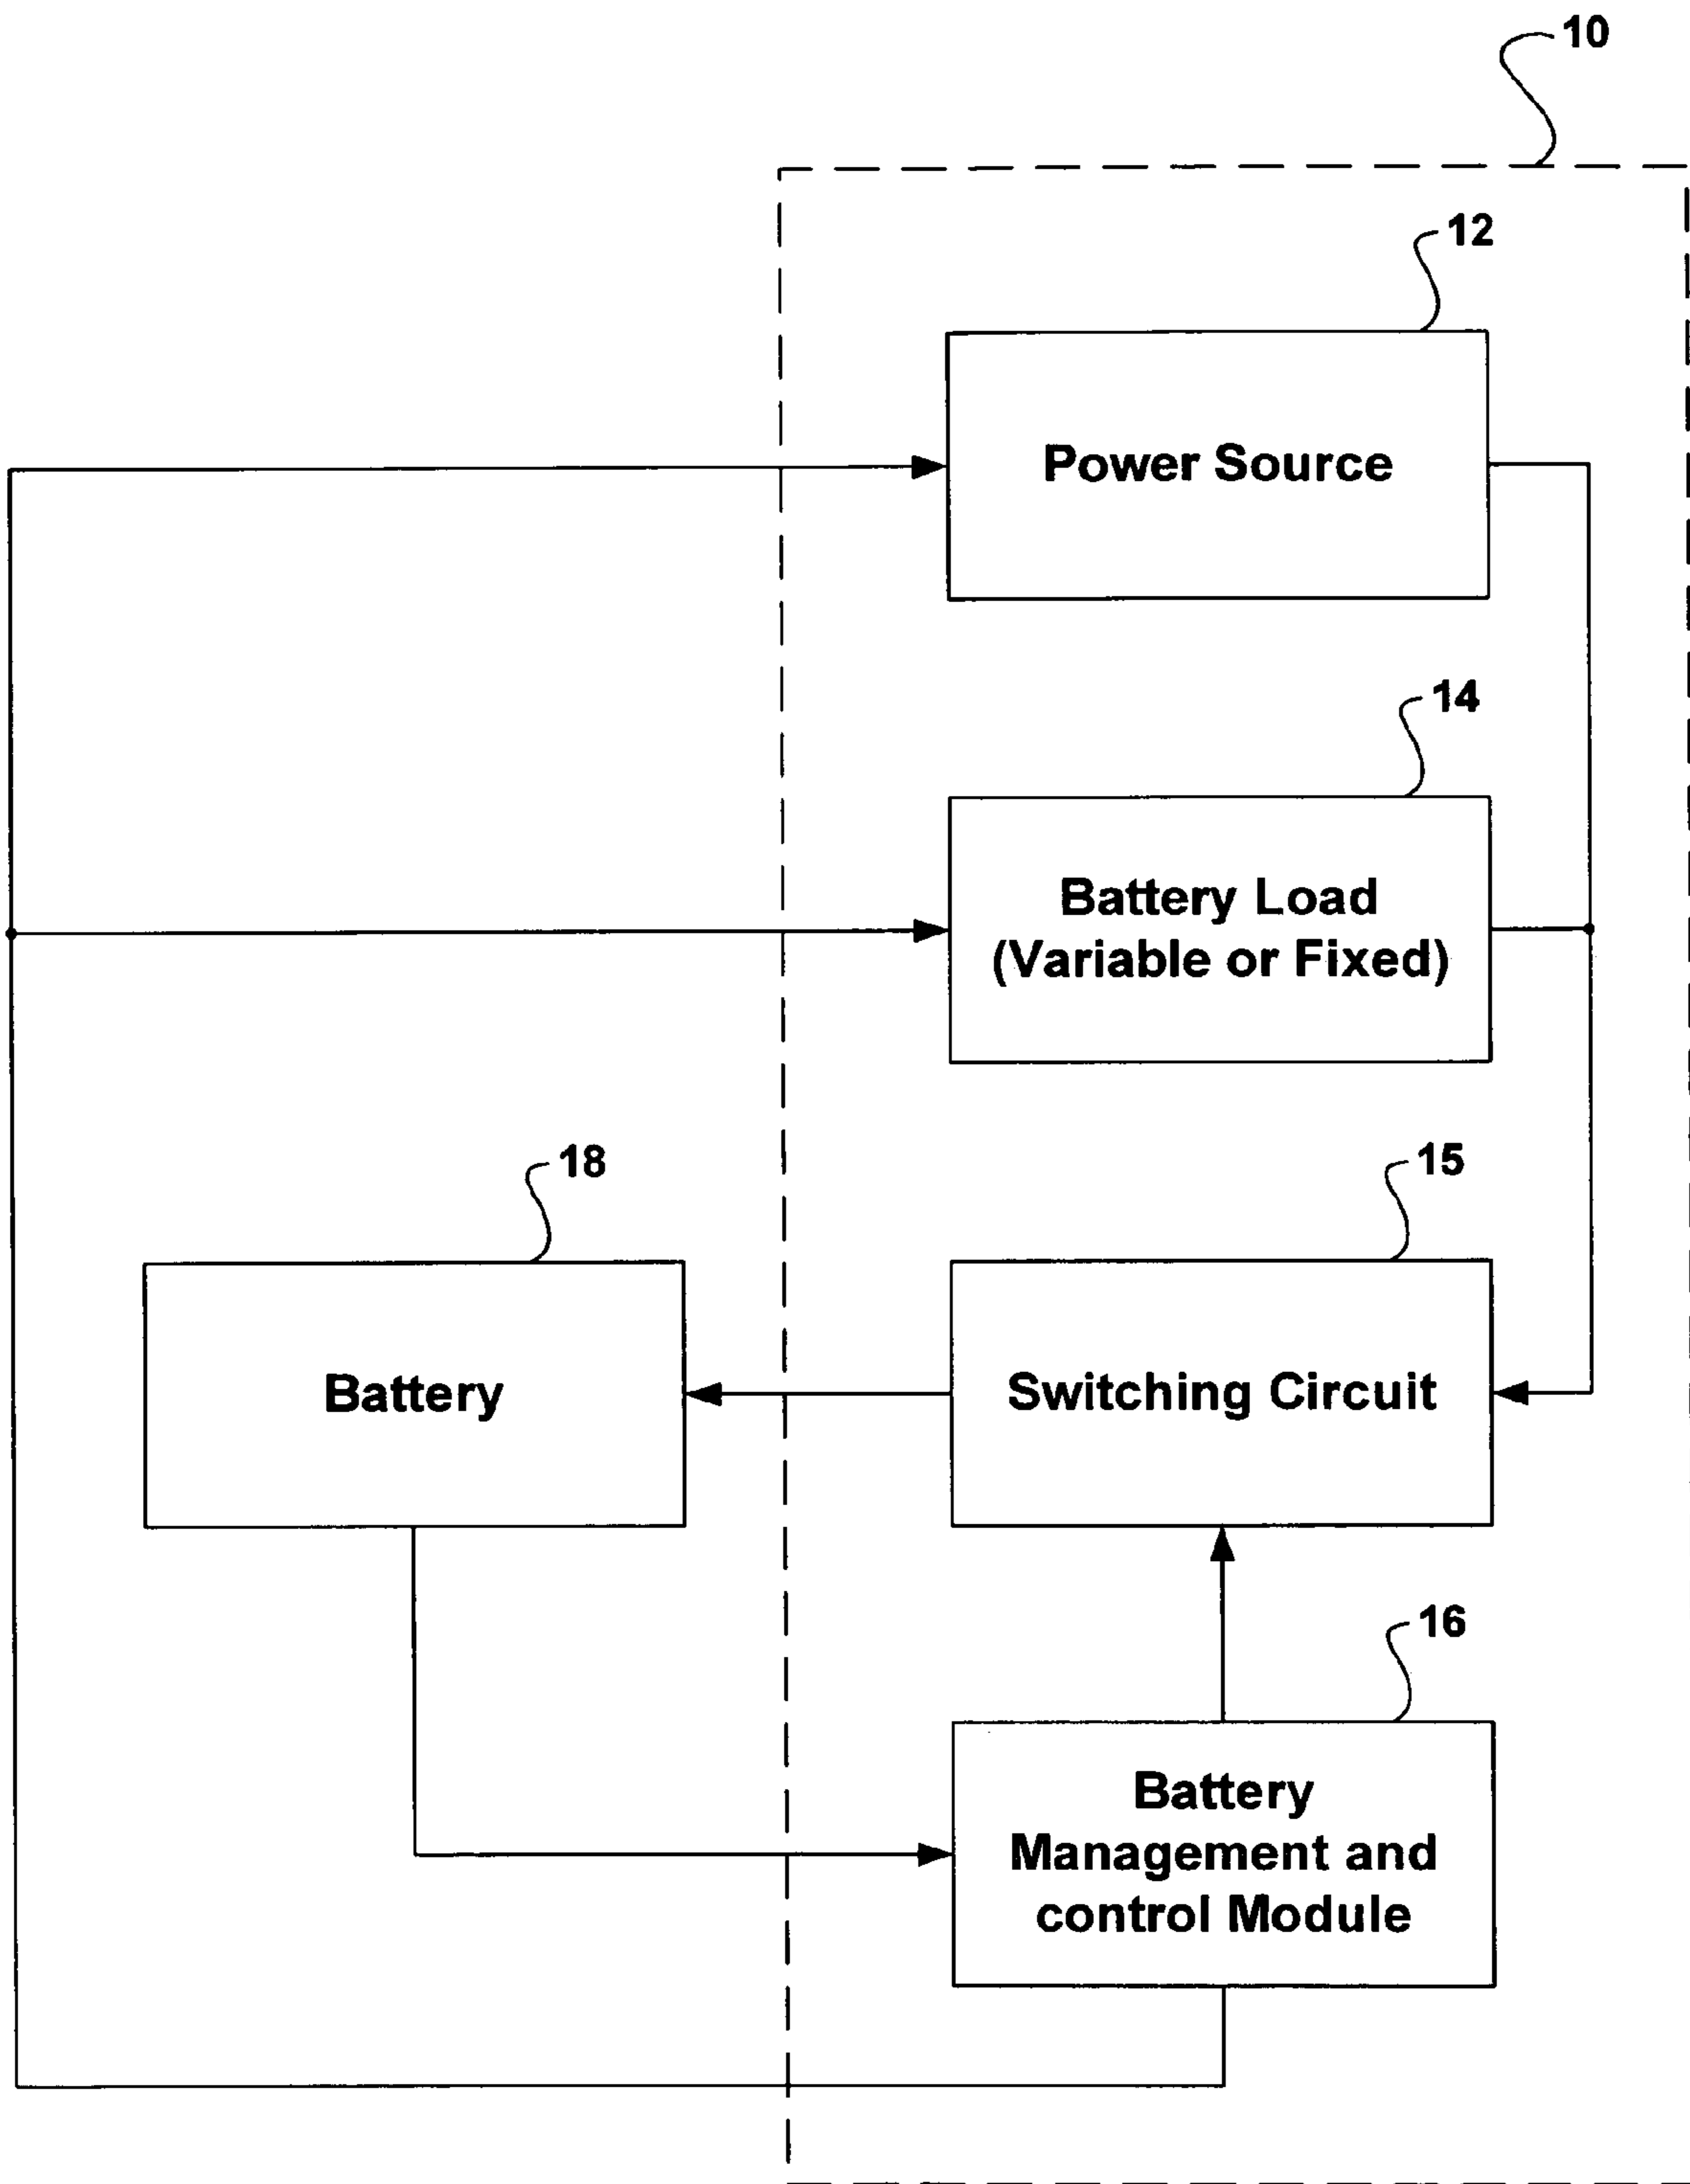 10
12
Power Source
14
Battery Load
(Variable or Fixed)
18
15
Battery
Switching Circuit
16
Battery
Management and
control Module